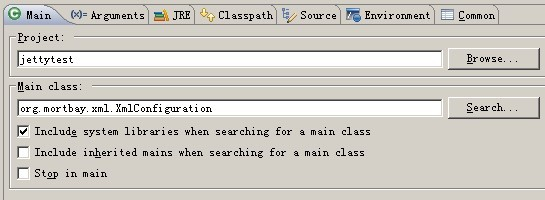 Main (x)= Arguments JRE Classpath Source Environment Common
Project:
jettytest Browse...
Main class:
org.mortbay.xml.XmlConfiguration Search...
Include system libraries when searching for a main class
Include inherited mains when searching for a main class
Stop in main